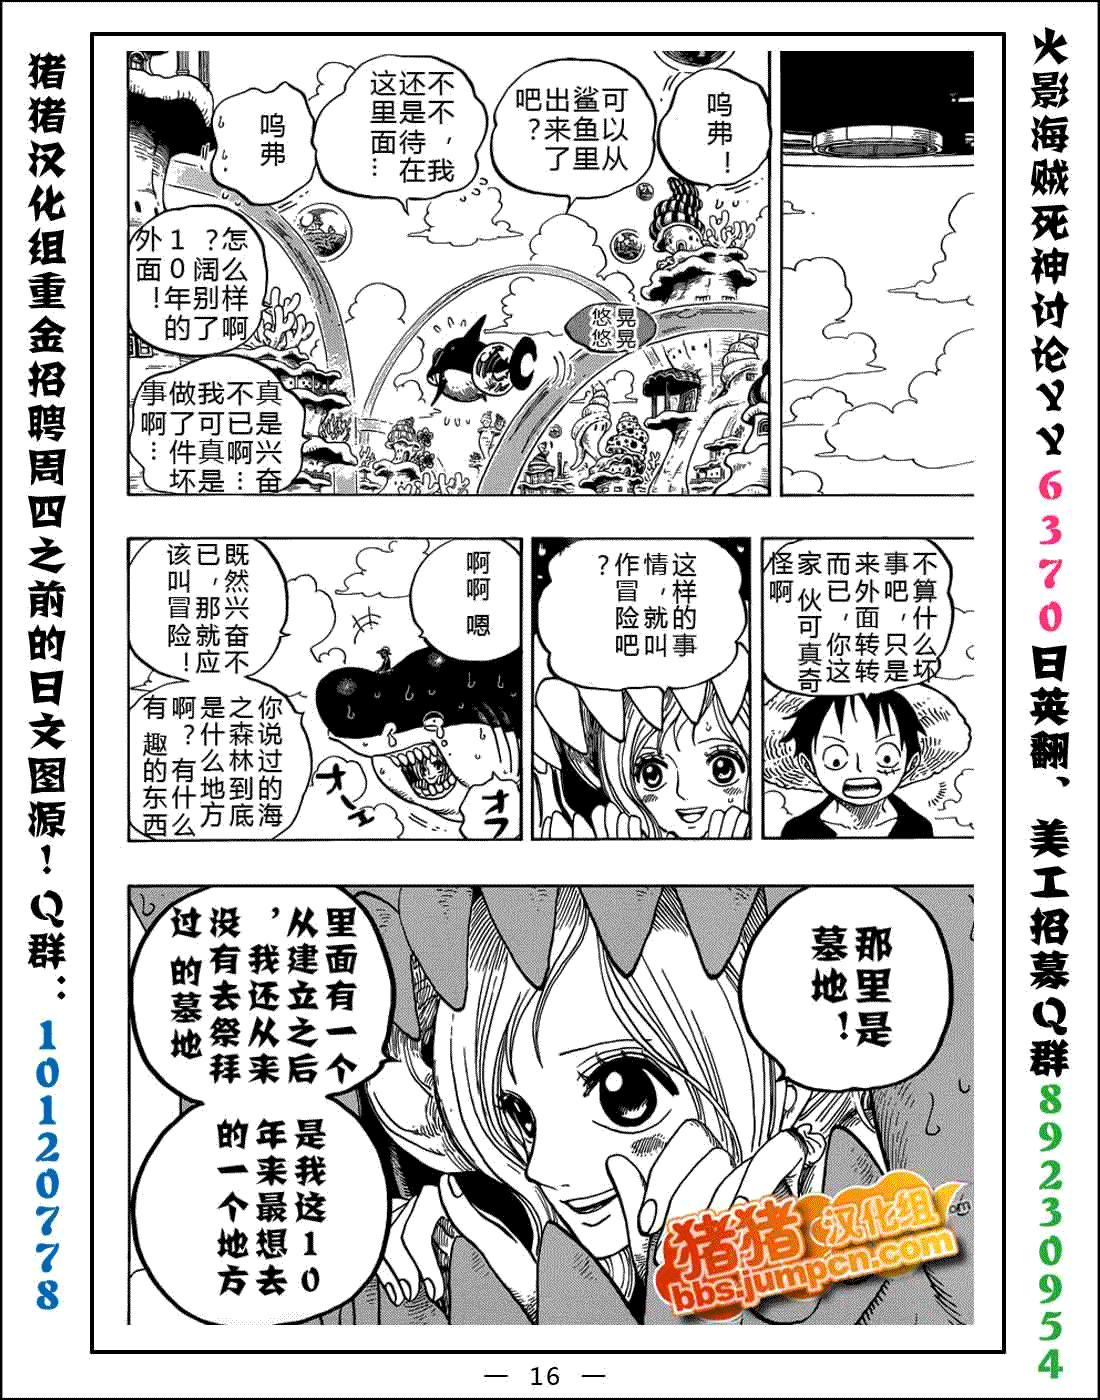 猪猪汉化组重金招聘周四之前的日文图源！Q群：101207778
火影海贼死神讨论YY6370日英翻、美工招募Q群892309954
呜弗！
可以从
鲨鱼里
出来了
吧？
不不，我
还是待在
这里面…
呜弗
怎么样啊
？阔别了
10年的
外面！
真是兴奋
不已啊…
我可真是
做了件坏
事啊…
晃晃
悠悠
不算什么坏
事吧，只是
来外面转转
而已，你这
家伙可真奇
怪啊
这样的事
情，就叫
作冒险吧
？
啊啊 嗯
既然兴奋不
已，那就应
该叫冒险！
你说过的海
之森林到底
是什么地方
啊？有什么
有趣的东西
オーオオ
那里是
墓地！
里面有一个
从建立之后
，我还从来
没有去祭拜
过的墓地
是我这10
年来最想去
的一个地方
猪猪汉化组
bbs.jumpcn.com
— 16 —